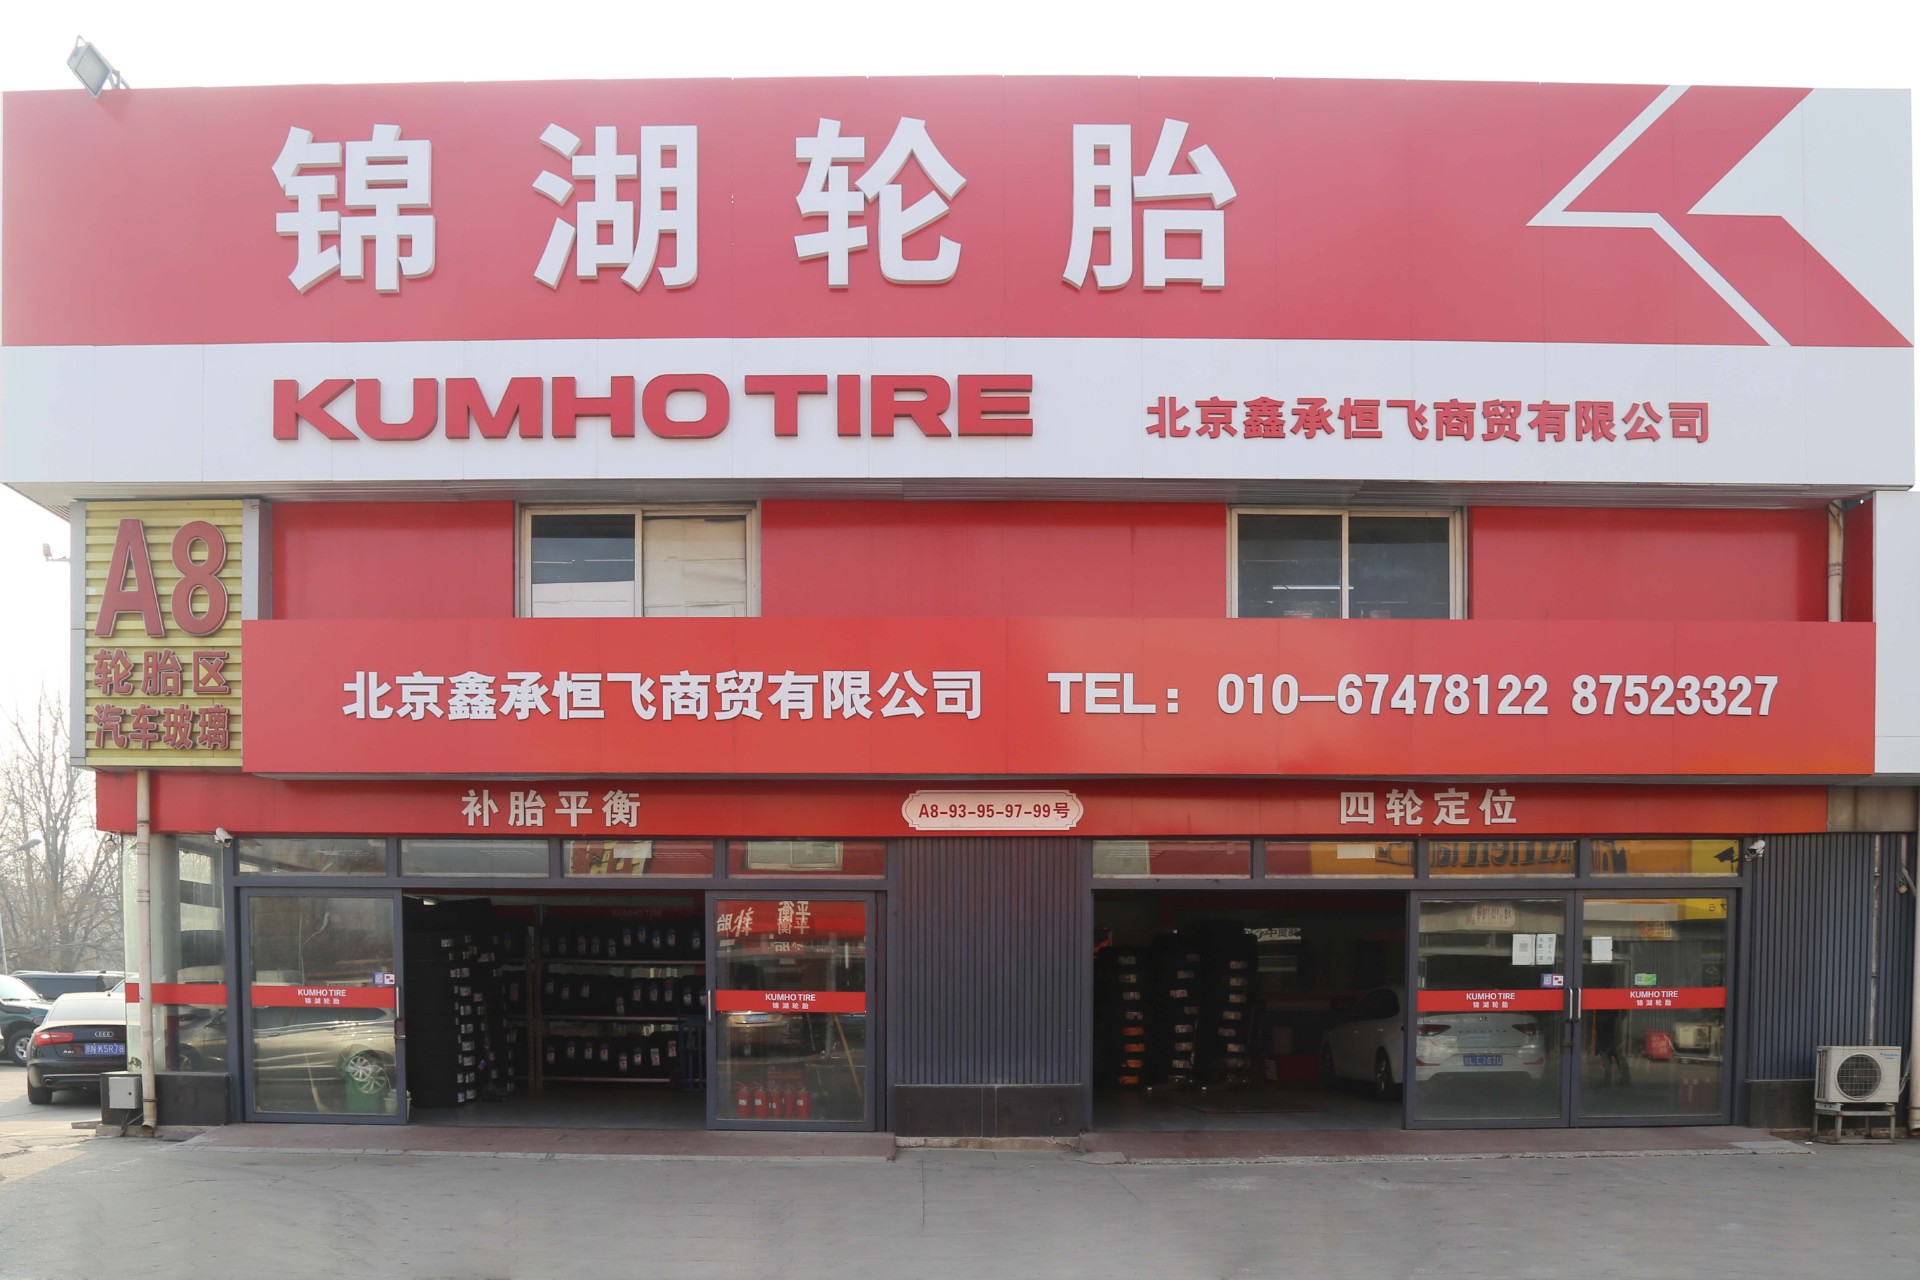 锦湖轮胎
KUMHO TIRE 北京鑫承恒飞商贸有限公司
A8
轮胎区
汽车玻璃
北京鑫承恒飞商贸有限公司 TEL：010-67478122 87523327
补胎平衡
A8-93-95-97-99号
四轮定位
KUMHO TIRE
锦湖轮胎
KUMHO TIRE
锦湖轮胎
KUMHO TIRE
锦湖轮胎
KUMHO TIRE
锦湖轮胎